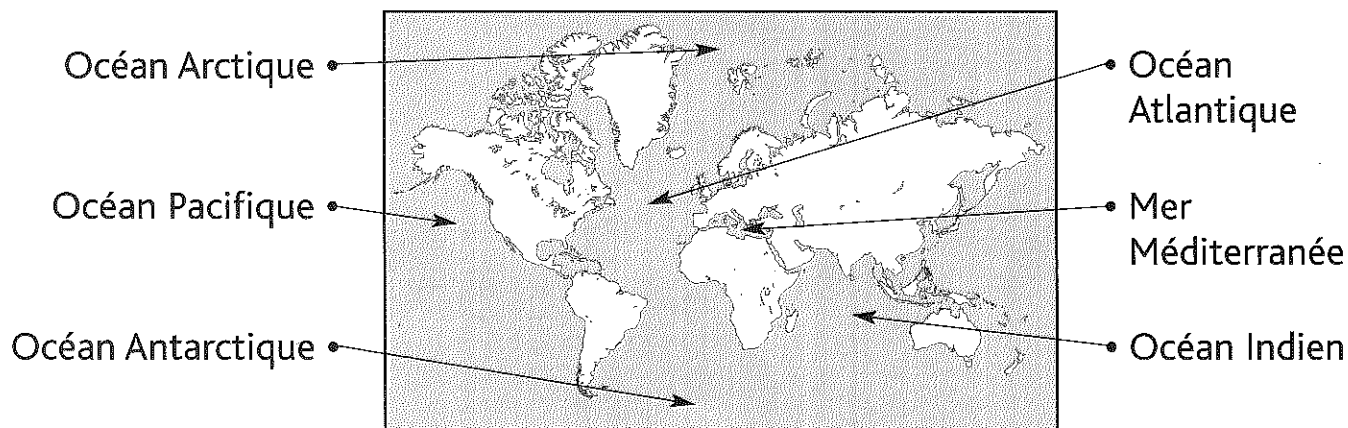 Océan Arctique
Océan Pacifique
Océan Antarctique
Océan
Atlantique
Mer
Méditerranée
Océan Indien